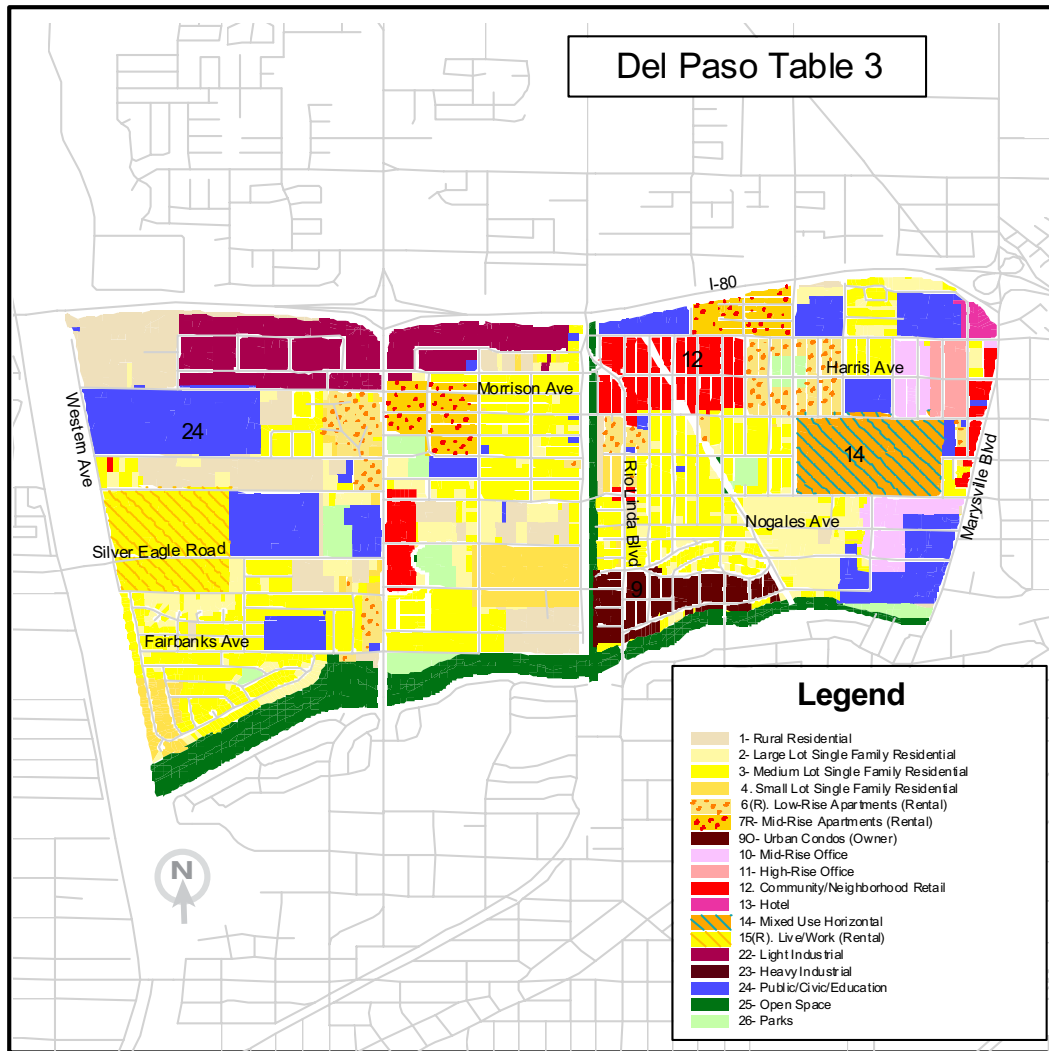 Del Paso Table 3
I-80
12
Harris Ave
Morrison Ave
Western Ave
24
14
Rio Linda Blvd
Marysville Blvd
Nogales Ave
Silver Eagle Road
9
Fairbanks Ave
N
Legend
1- Rural Residential
2- Large Lot Single Family Residential
3- Medium Lot Single Family Residential
4. Small Lot Single Family Residential
6(R). Low-Rise Apartments (Rental)
7R- Mid-Rise Apartments (Rental)
9O- Urban Condos (Owner)
10- Mid-Rise Office
11- High-Rise Office
12. Community/Neighborhood Retail
13- Hotel
14- Mixed Use Horizontal
15(R). Live/Work (Rental)
22- Light Industrial
23- Heavy Industrial
24- Public/Civic/Education
25- Open Space
26- Parks